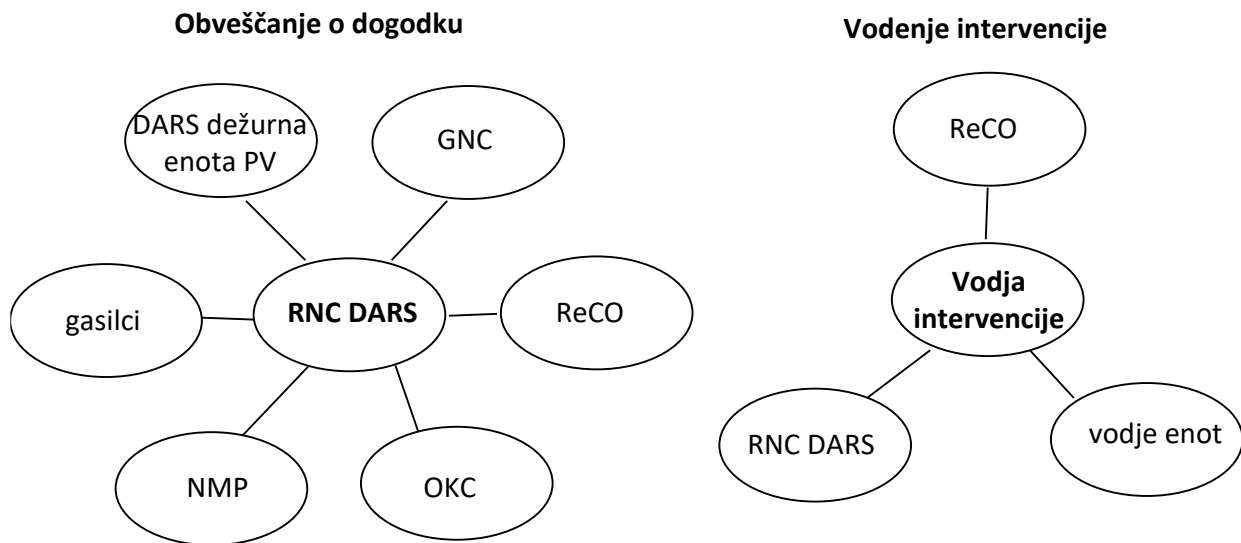 Obveščanje o dogodku
DARS dežurna
enota PV
GNC
gasilci
RNC DARS
ReCO
NMP
OKC
Vodenje intervencije
ReCO
Vodja
intervencije
RNC DARS
vodje enot